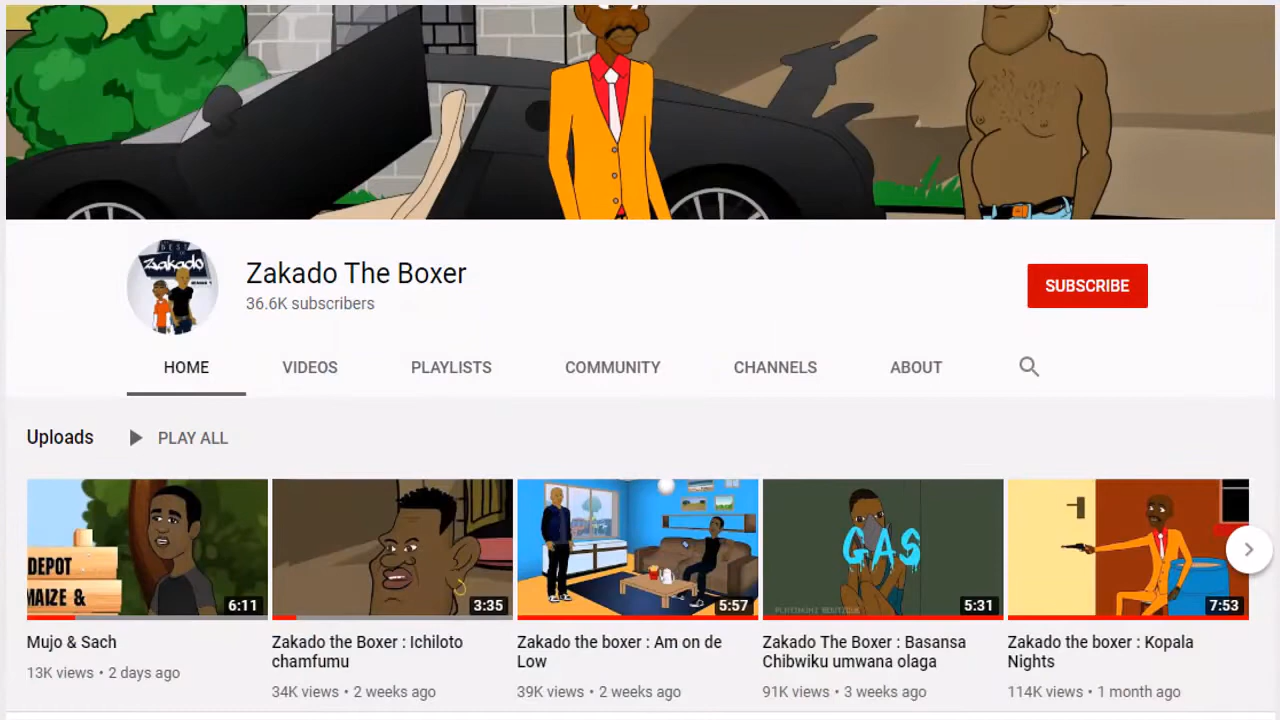 BEST OF
Zakado
Zakado The Boxer
36.6K subscribers
SUBSCRIBE
HOME VIDEOS PLAYLISTS COMMUNITY CHANNELS ABOUT
Uploads PLAY ALL
DEPOT
MAIZE &
6:11
3:35
5:57
GAS
5:31
7:53
Mujo & Sach
13K views • 2 days ago
Zakado the Boxer : Ichiloto
chamfumu
34K views • 2 weeks ago
Zakado the boxer : Am on de
Low
39K views • 2 weeks ago
Zakado The Boxer : Basansa
Chibwiku umwana olaga
91K views • 3 weeks ago
Zakado the boxer : Kopala
Nights
114K views • 1 month ago